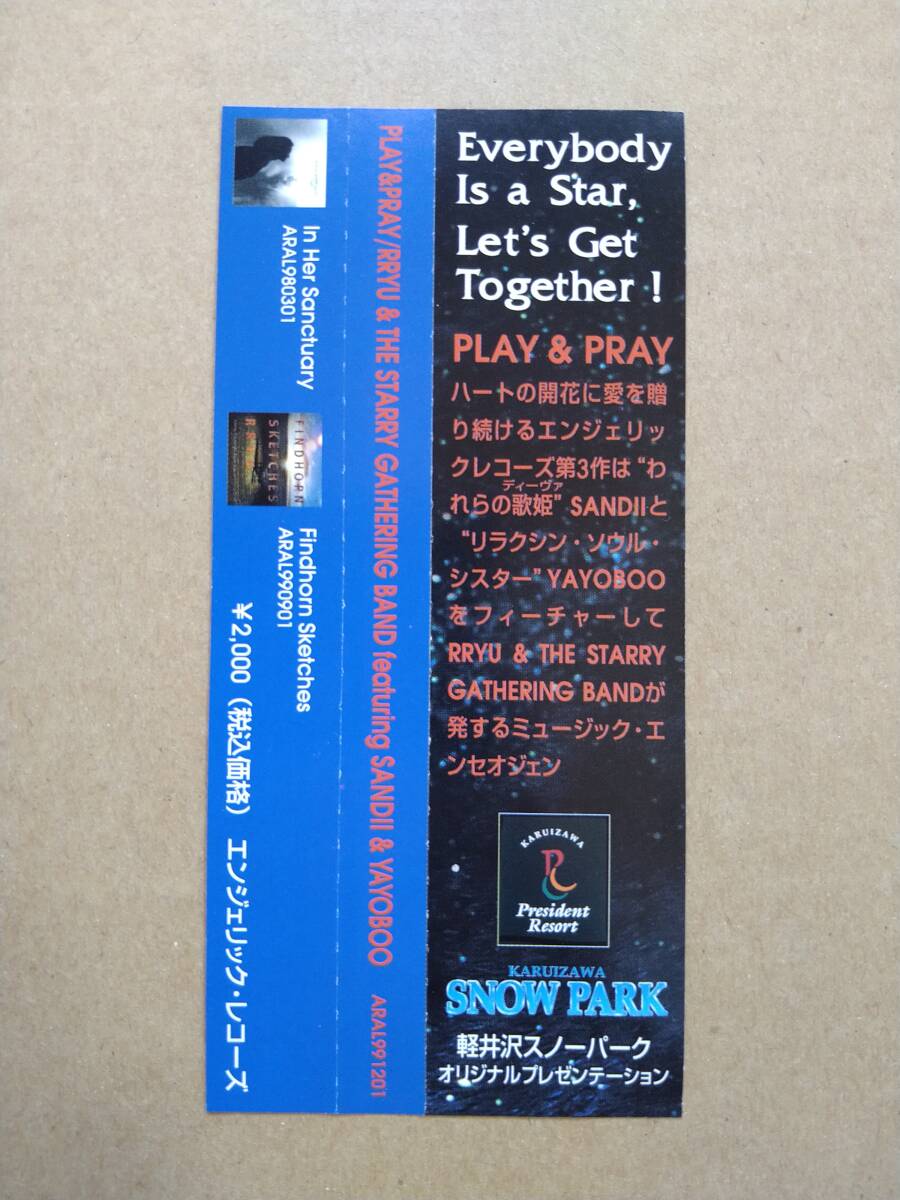 Everybody
Is a Star,
Let's Get
Together !
PLAY & PRAY
ハートの開花に愛を贈
り続けるエンジェリッ
クレコーズ第3作は“わ
ディーヴァ
れらの歌姫” SANDIIと
“リラクシン・ソウル・
シスター” YAYOBOO
をフィーチャーして
RRYU & THE STARRY
GATHERING BANDが
発するミュージック・エ
ンセオジェン
KARUIZAWA
President
Resort
KARUIZAWA
SNOW PARK
軽井沢スノーパーク
オリジナルプレゼンテーション
PLAY&PRAY/RRYU & THE STARRY GATHERING BAND featuring SANDII & YAYOBOO ARAL991201
In Her Sanctuary
ARAL980301
FINDHORN
SKETCHES
Findhorn Sketches
ARAL990901
¥2,000（税込価格） エンジェリック・レコーズ